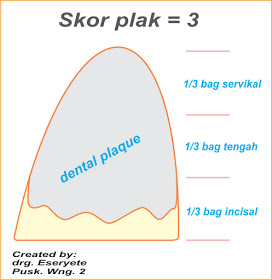 Skor plak = 3
1/3 bag servikal
1/3 bag tengah
dental plaque
1/3 bag incisal
Created by:
drg. Eseryete
Pusk. Wng. 2